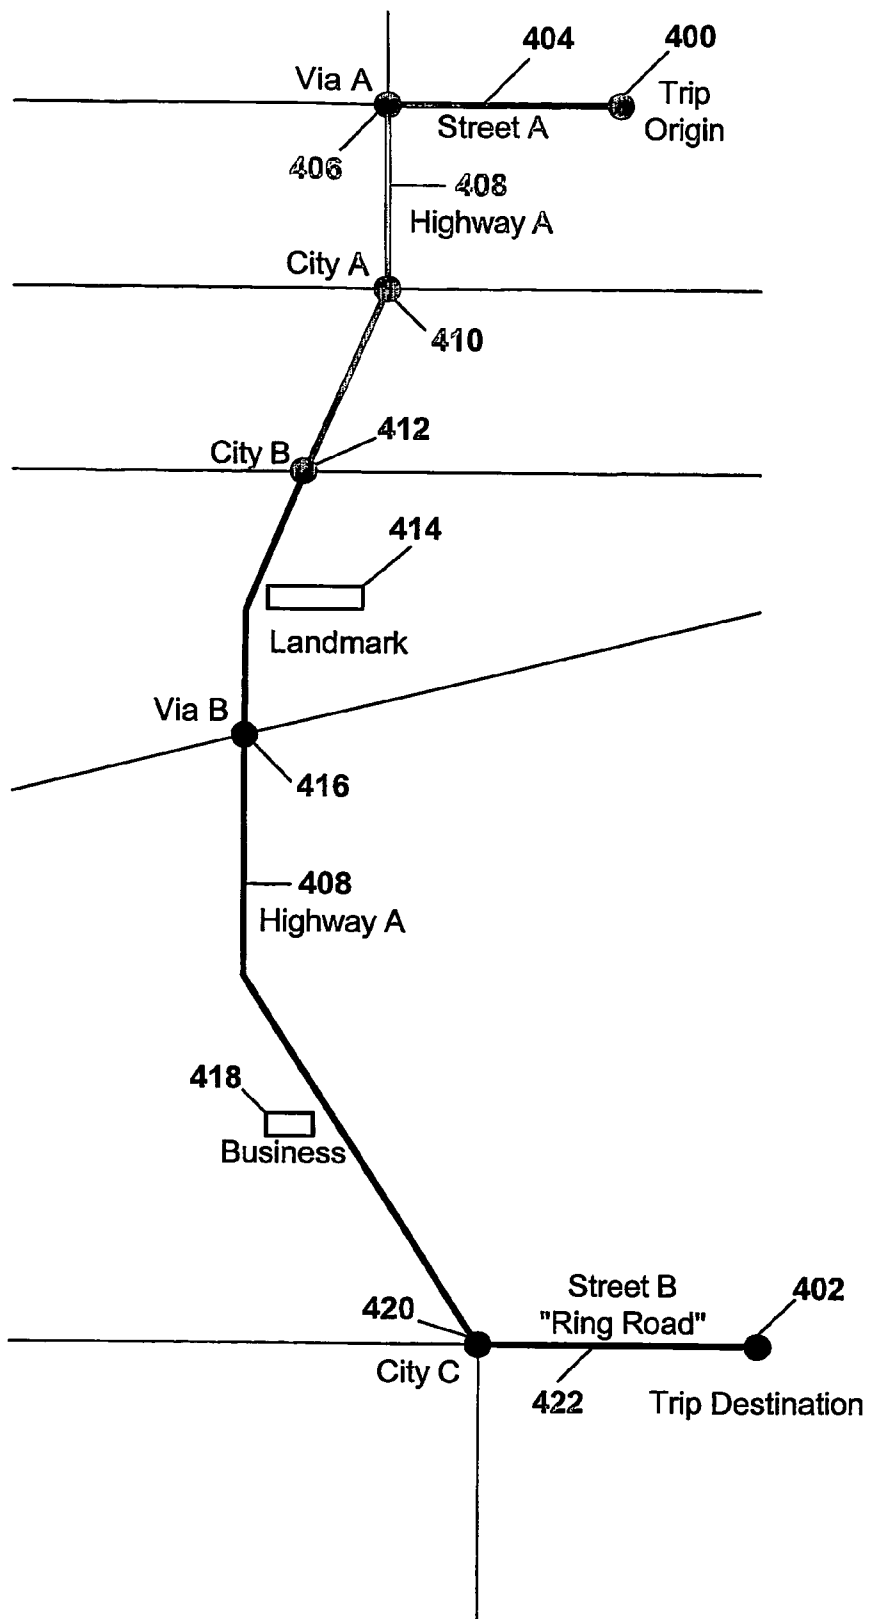 404
400
Via A
Trip
Origin
Street A
406
408
Highway A
City A
410
412
City B
414
Landmark
Via B
416
408
Highway A
418
Business
Street B
"Ring Road"
402
420
City C
422
Trip Destination